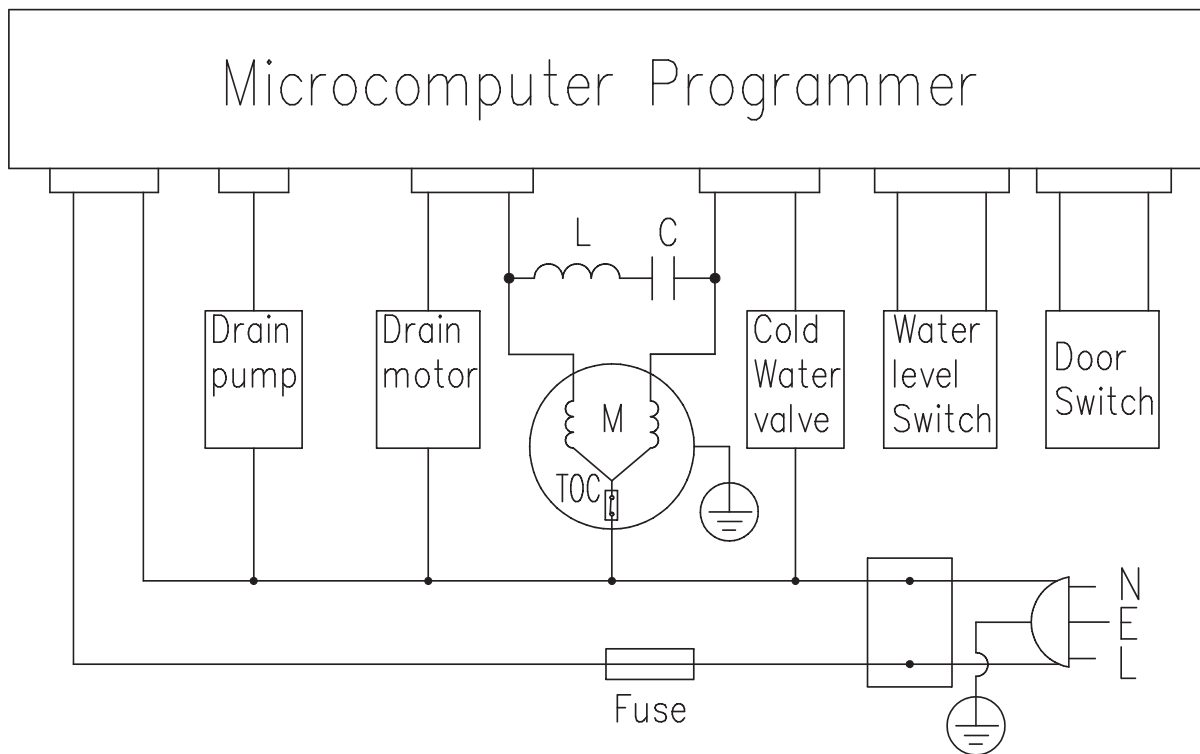 Microcomputer Programmer
L
C
Drain
pump
Drain
motor
M
TOC
Cold
Water
valve
Water
level
Switch
Door
Switch
N
E
L
Fuse